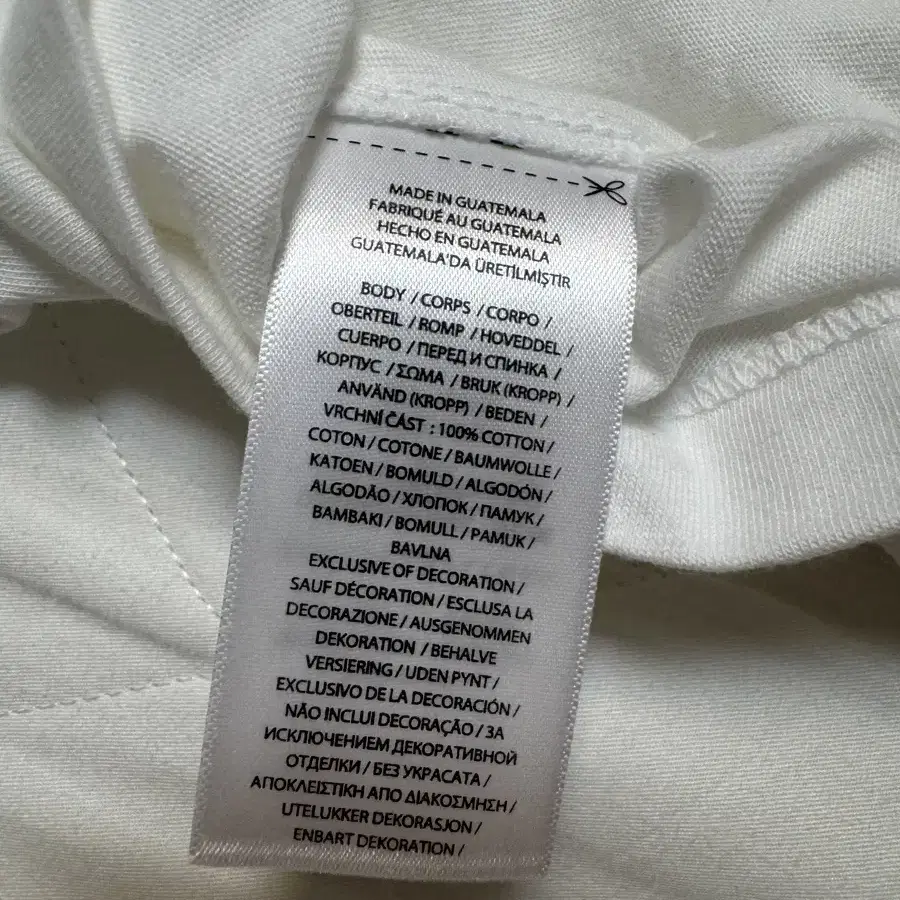 MADE IN GUATEMALA
FABRIQUÉ AU GUATEMALA
HECHO EN GUATEMALA
GUATEMALA'DA ÜRETİLMİŞTİR
BODY / CORPS / CORPO /
OBERTEIL / ROMP / HOVEDDEL /
CUERPO / ПЕРЕД И СПИНКА /
КОРПУС / ΣΩΜΑ / BRUK (KROPP) /
ANVÄND (KROPP) / BEDEN /
VRCHNÍ ČÁST : 100% COTTON /
COTON / COTONE / BAUMWOLLE /
KATOEN / BOMULD / ALGODÓN /
ALGODÃO / ХЛОПОК / ПАМУК /
BAMBAKI / BOMULL / PAMUK /
BAVLNA
EXCLUSIVE OF DECORATION /
SAUF DÉCORATION / ESCLUSA LA
DECORAZIONE / AUSGENOMMEN
DEKORATION / BEHALVE
VERSIERING / UDEN PYNT /
EXCLUSIVO DE LA DECORACIÓN /
NÃO INCLUI DECORAÇÃO / ЗА
ИСКЛЮЧЕНИЕМ ДЕКОРАТИВНОЙ
ОТДЕЛКИ / БЕЗ УКРАСАТА /
ΑΠΟΚΛΕΙΣΤΙΚΗ ΑΠΟ ΔΙΑΚΟΣΜΗΣΗ /
UTELUKKER DEKORASJON /
ENBART DEKORATION /